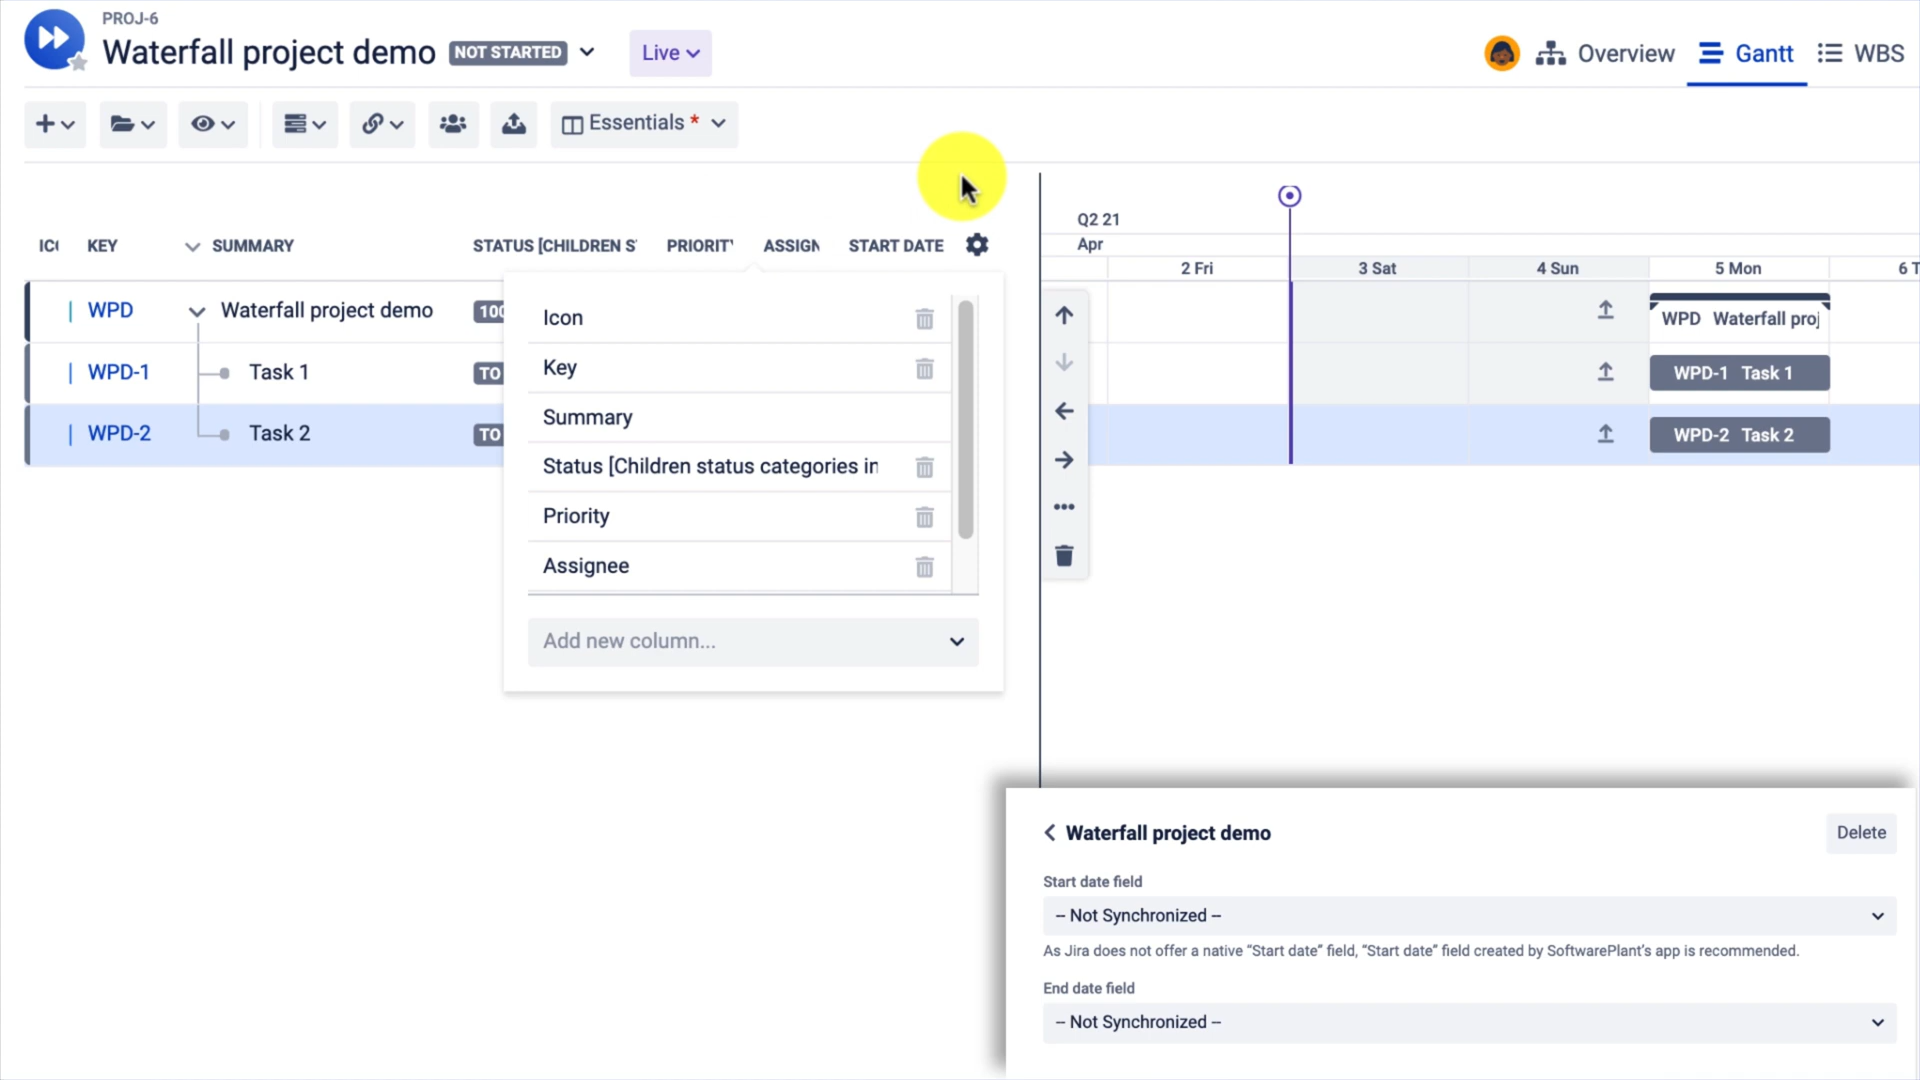 PROJ-6
Waterfall project demo NOT STARTED
Live
Overview
Gantt
WBS
Essentials *
KEY SUMMARY STATUS [CHILDREN S PRIORIT ASSIGN START DATE
Q2 21
Apr
2 Fri 3 Sat 4 Sun 5 Mon 6 T
WPD Waterfall project demo 100
WPD-1 Task 1 TO
WPD-2 Task 2 TO
WPD Waterfall proj
WPD-1 Task 1
WPD-2 Task 2
Icon
Key
Summary
Status [Children status categories in
Priority
Assignee
Add new column...
Waterfall project demo
Delete
Start date field
– Not Synchronized –
As Jira does not offer a native “Start date” field, “Start date” field created by SoftwarePlant’s app is recommended.
End date field
– Not Synchronized –